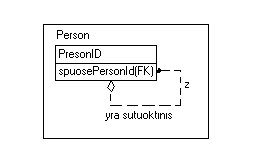 Person
PresonID
spuosePersonId(FK)
z
yra sutuoktinis